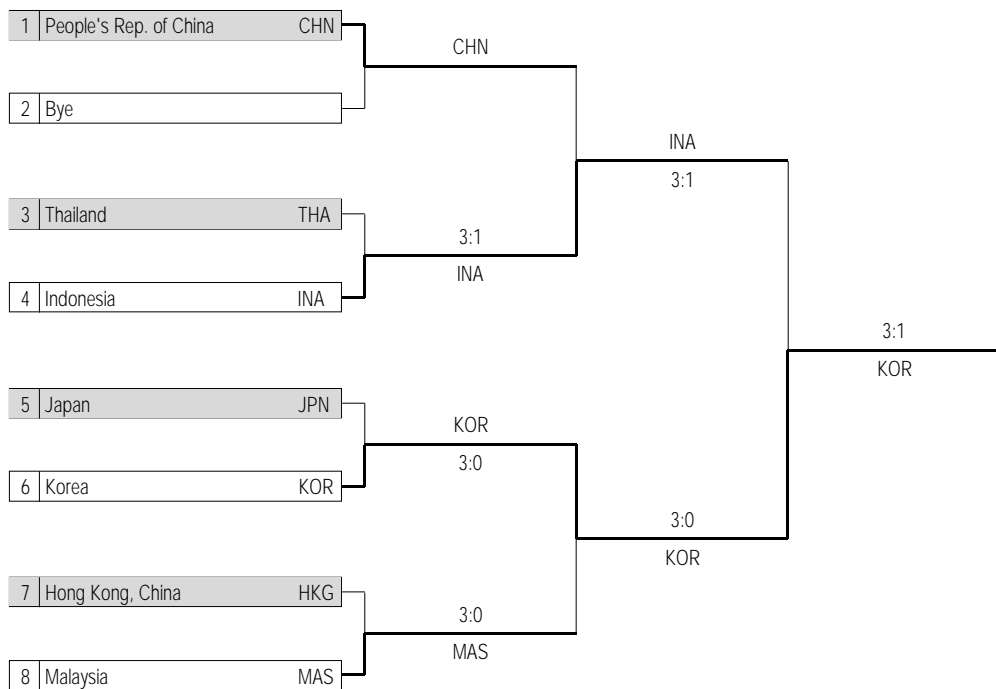 1 People's Rep. of China CHN
CHN
2 Bye
INA
3:1
3 Thailand THA
3:1
INA
4 Indonesia INA
3:1
KOR
5 Japan JPN
KOR
3:0
6 Korea KOR
3:0
KOR
7 Hong Kong, China HKG
3:0
MAS
8 Malaysia MAS